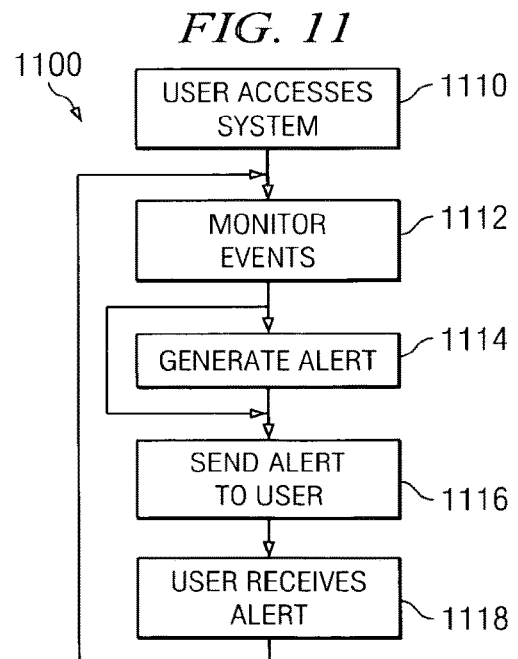 FIG. 11
1100
USER ACCESSES
SYSTEM
1110
MONITOR
EVENTS
1112
GENERATE ALERT
1114
SEND ALERT
TO USER
1116
USER RECEIVES
ALERT
1118